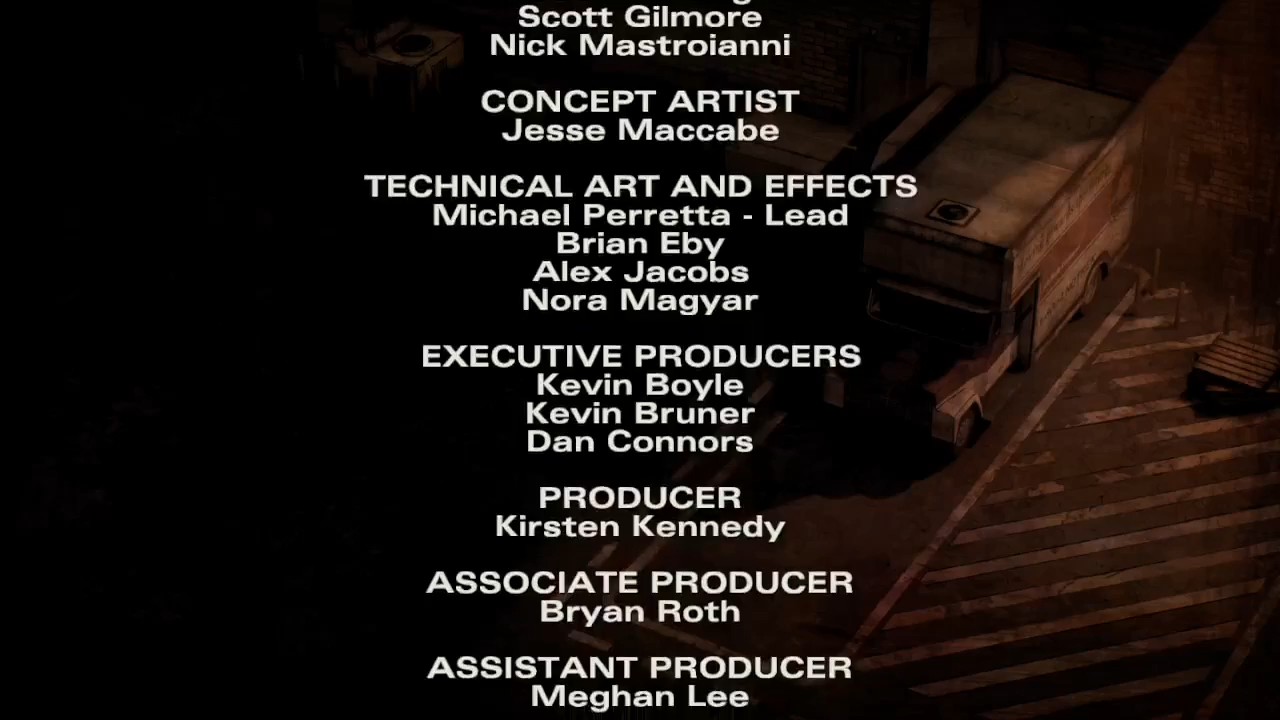 Scott Gilmore
Nick Mastroianni
CONCEPT ARTIST
Jesse Maccabe
TECHNICAL ART AND EFFECTS
Michael Perretta - Lead
Brian Eby
Alex Jacobs
Nora Magyar
EXECUTIVE PRODUCERS
Kevin Boyle
Kevin Bruner
Dan Connors
PRODUCER
Kirsten Kennedy
ASSOCIATE PRODUCER
Bryan Roth
ASSISTANT PRODUCER
Meghan Lee